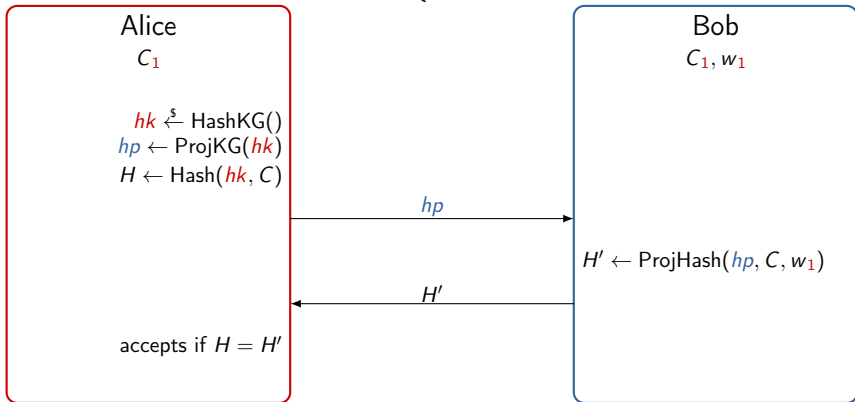 Alice
C₁
hk ←$ HashKG()
hp ← ProjKG(hk)
H ← Hash(hk, C)
hp
H′
accepts if H = H′
Bob
C₁, w₁
H′ ← ProjHash(hp, C, w₁)